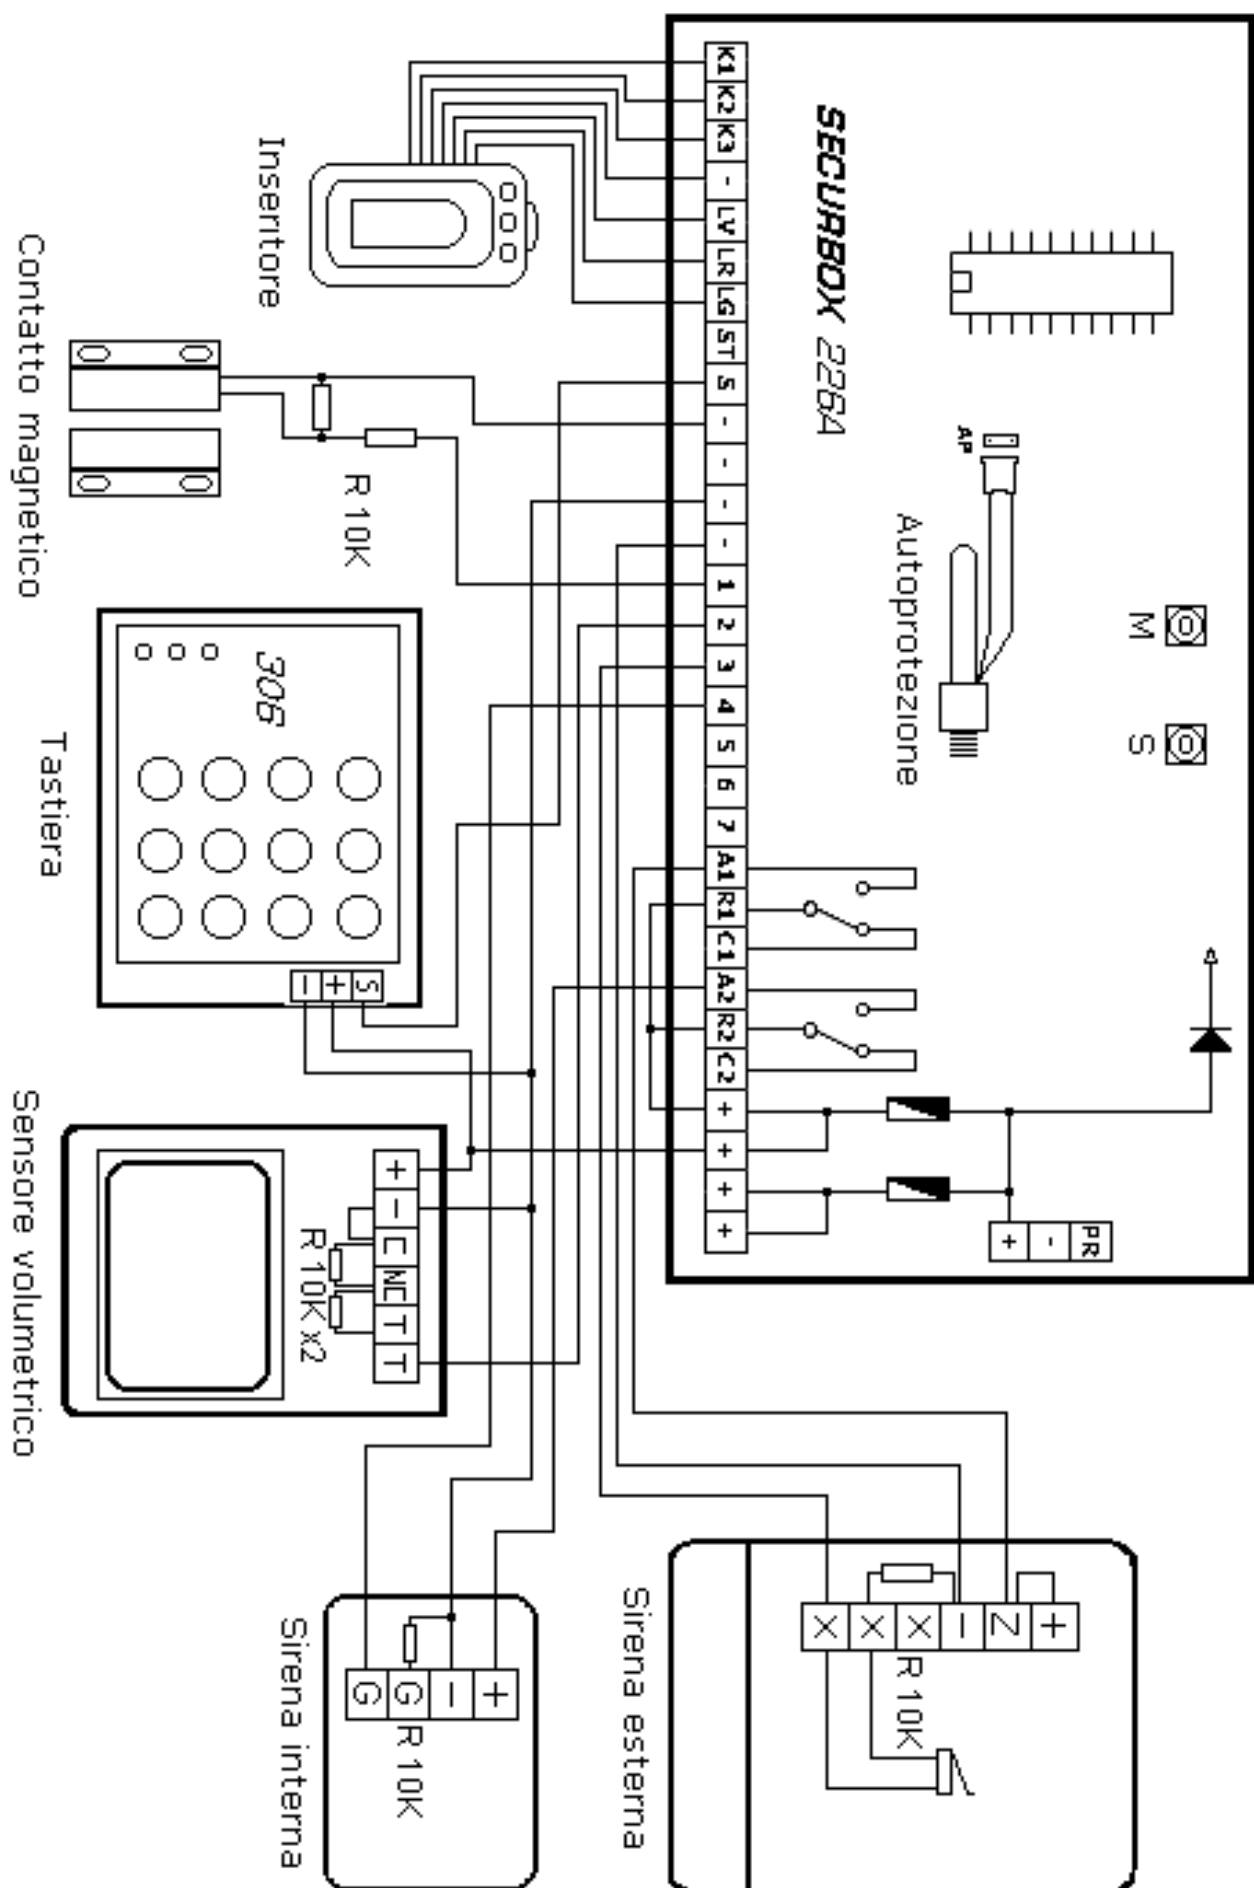 SECURBOX 226A
AP
Autoprotezione
M
S
PR
-
+
K1
K2
K3
-
LV
LR
LG
ST
S
-
-
-
-
1
2
3
4
5
6
7
A1
R1
C1
A2
R2
C2
+
+
+
+
Inseritore
R 10K
Contatto magnetico
306
S
+
-
Tastiera
+
-
C
NC
T
T
R 10K x2
Sensore volumetrico
+
-
G
G
R 10K
Sirena interna
+
Z
-
X
X
X
R 10K
Sirena esterna